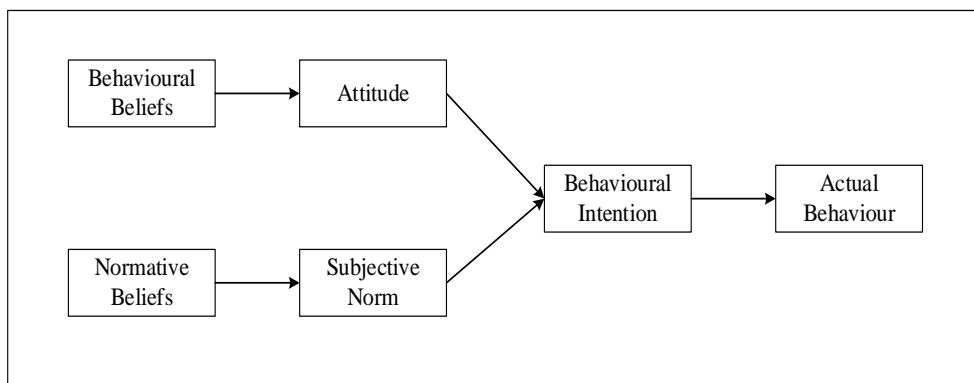 Behavioural
Beliefs
Attitude
Behavioural
Intention
Actual
Behaviour
Normative
Beliefs
Subjective
Norm